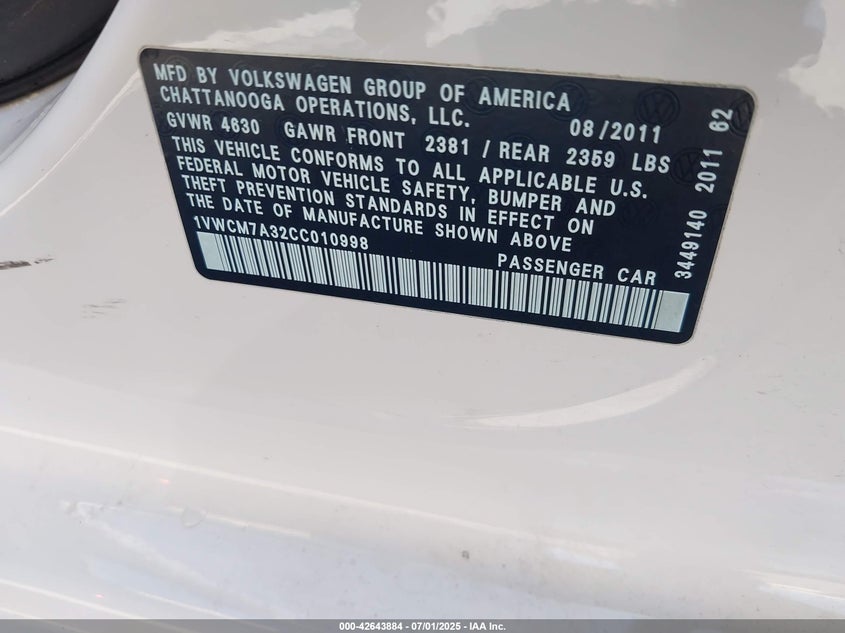 MFD BY VOLKSWAGEN GROUP OF AMERICA
CHATTANOOGA OPERATIONS, LLC.
08/2011
GVWR 4630 GAWR FRONT 2381 / REAR 2359 LBS
THIS VEHICLE CONFORMS TO ALL APPLICABLE U.S.
FEDERAL MOTOR VEHICLE SAFETY, BUMPER AND
THEFT PREVENTION STANDARDS IN EFFECT ON
THE DATE OF MANUFACTURE SHOWN ABOVE
1VWCM7A32CC010998
PASSENGER CAR
3449140 2011 62
000-42643884 / 07/01/2025 - IAA Inc.